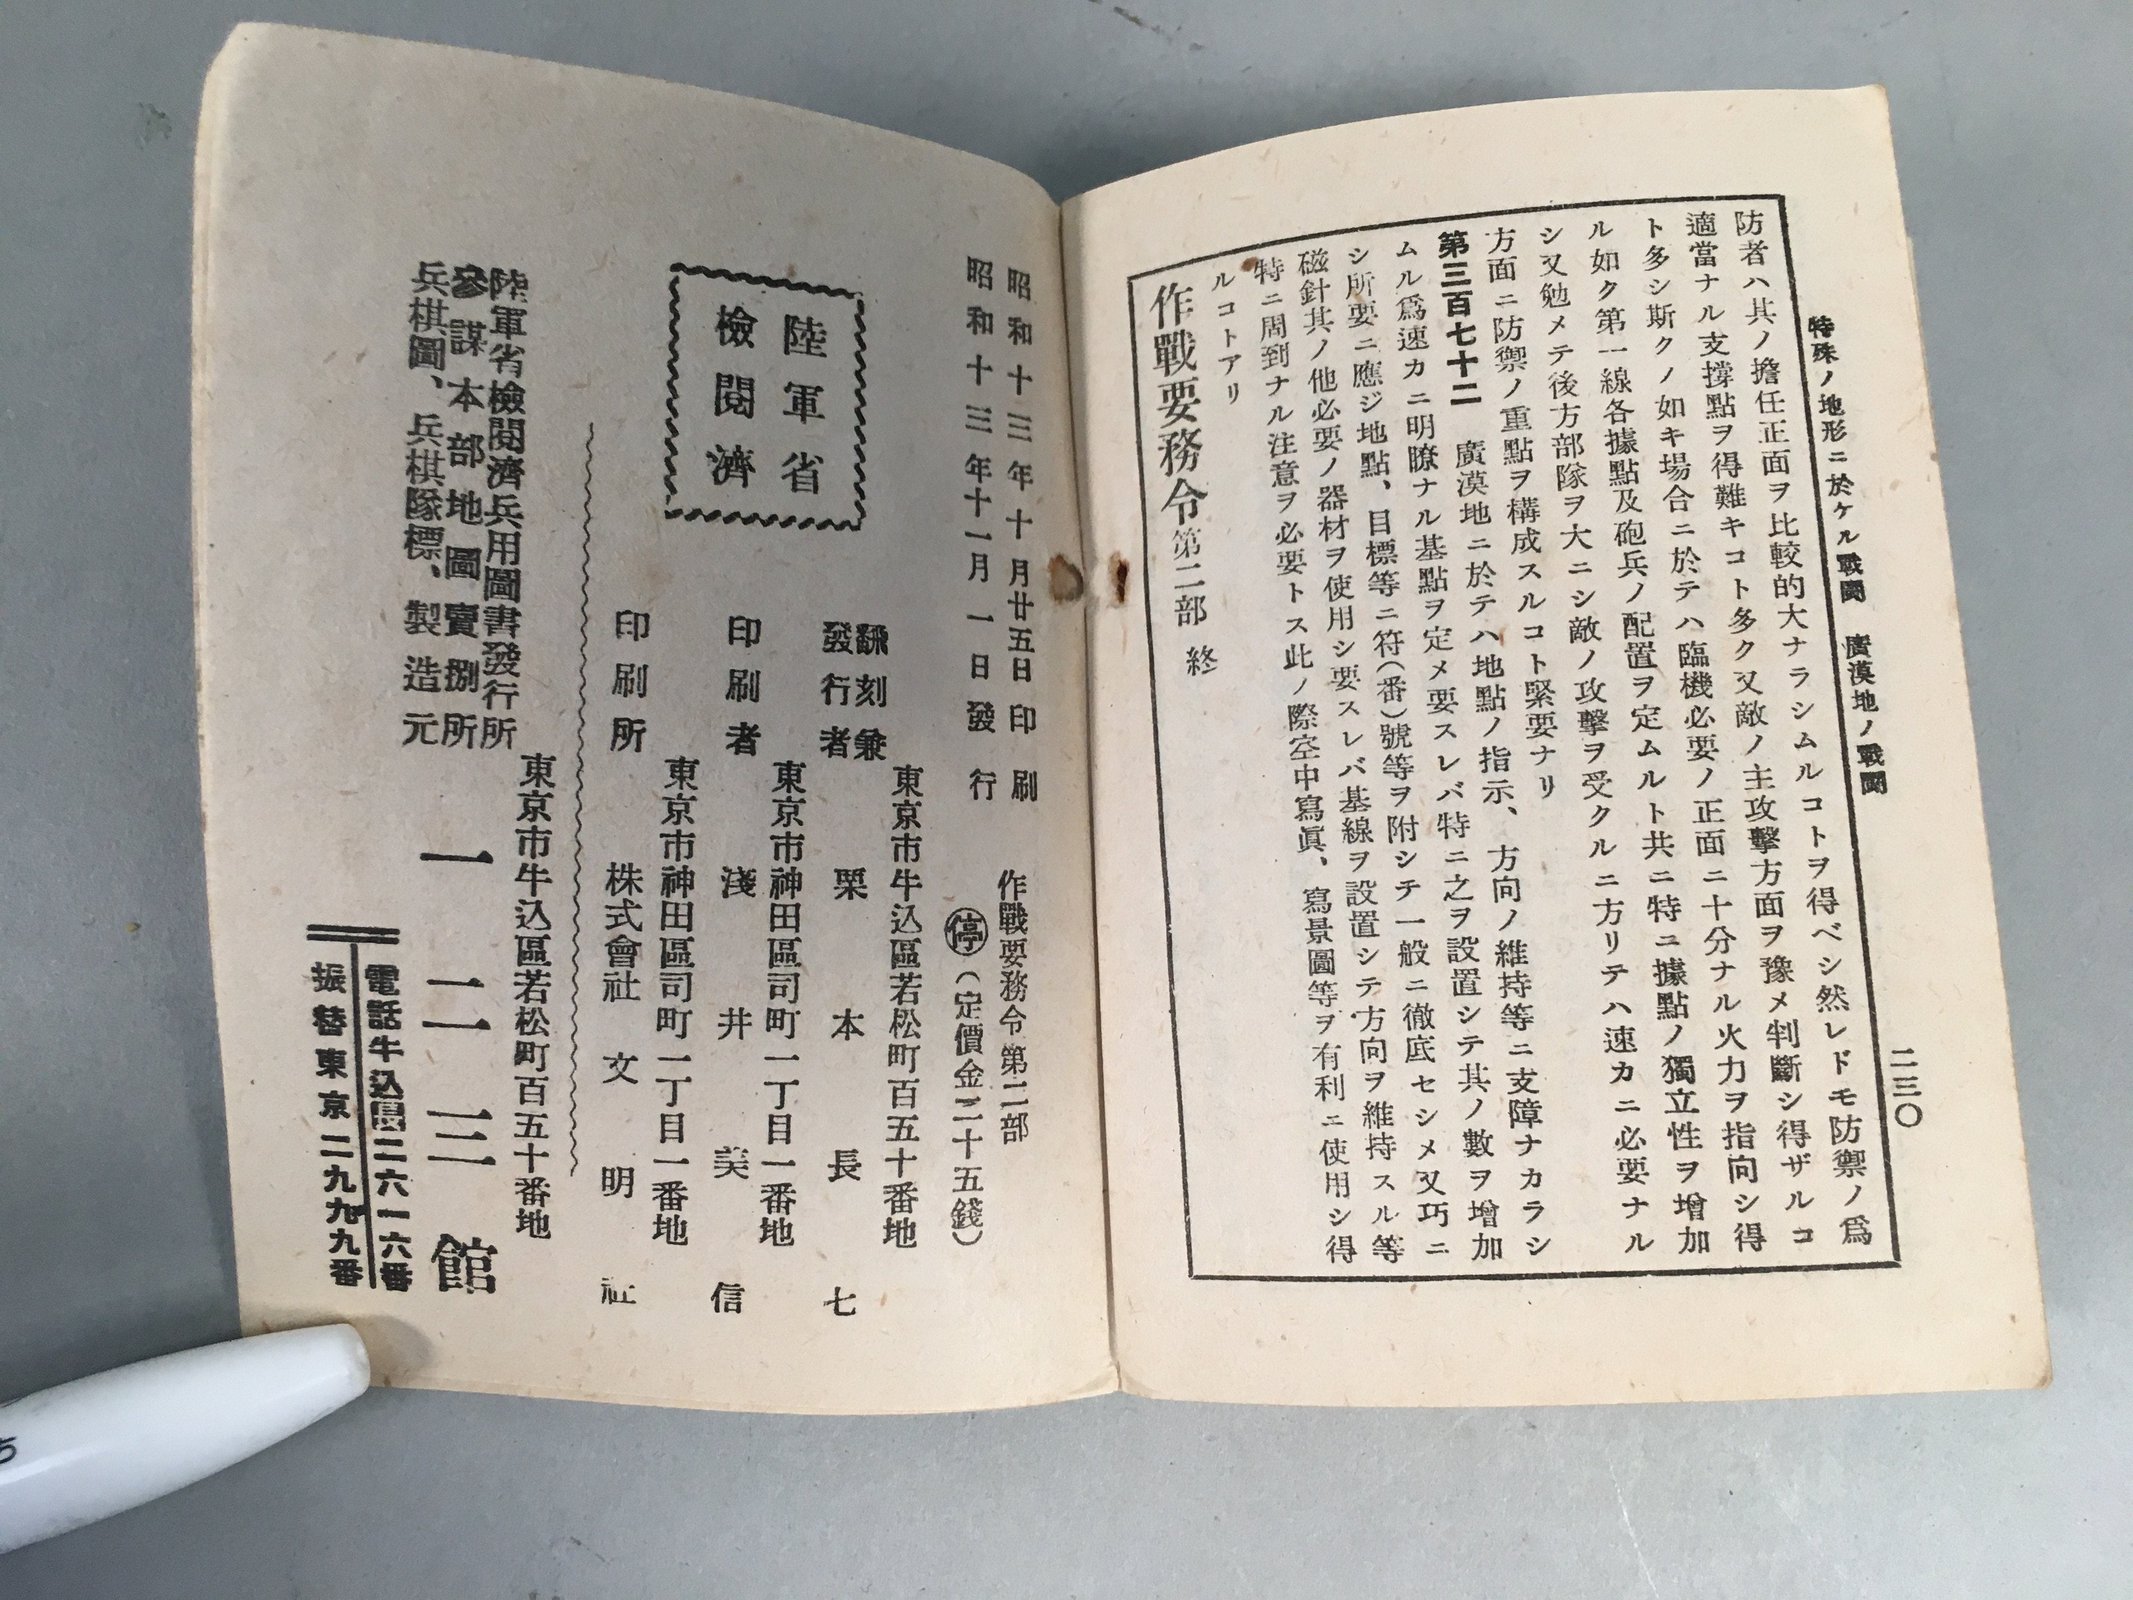 特殊ノ地形ニ於ケル戰鬪 廣漠地ノ戰鬪
二三〇
防者ハ其ノ擔任正面ヲ比較的大ナラシムルコトヲ得ベシ然レドモ防禦ノ爲
適當ナル支撐點ヲ得難キコト多ク又敵ノ主攻擊方面ヲ豫メ判斷シ得ザルコ
ト多シ斯クノ如キ場合ニ於テハ臨機必要ノ正面ニ十分ナル火力ヲ指向シ得
ル如ク第一線各據點及砲兵ノ配置ヲ定ムルト共ニ特ニ據點ノ獨立性ヲ增加
シ又勉メテ後方部隊ヲ大ニシ敵ノ攻擊ヲ受クルニ方リテハ速カニ必要ナル
方面ニ防禦ノ重點ヲ構成スルコト緊要ナリ
第三百七十二 廣漠地ニ於テハ地點ノ指示、方向ノ維持等ニ支障ナカラシ
ムル爲速カニ明瞭ナル基點ヲ定メ要スレバ特ニ之ヲ設置シテ其ノ數ヲ增加
シ所要ニ應ジ地點、目標等ニ符(番)號等ヲ附シテ一般ニ徹底セシメ又巧ニ
磁針其ノ他必要ノ器材ヲ使用シ要スレバ基線ヲ設置シテ方向ヲ維持スル等
特ニ周到ナル注意ヲ必要トス此ノ際空中寫眞、寫景圖等ヲ有利ニ使用シ得
ルコトアリ
作戰要務令第二部 終
昭和十三年十月廿五日印刷
昭和十三年十一月一日發行
作戰要務令第二部
停(定價金二十五錢)
陸軍省
檢閱濟
飜刻兼
發行者
東京市牛込區若松町百五十番地
栗本長七
印刷者
東京市神田區司町一丁目一番地
淺井美信
印刷所
東京市神田區司町二丁目一番地
株式會社文明社
陸軍省檢閱濟兵用圖書發行所
參謀本部地圖賣捌所
兵棋圖、兵棋隊標、製造元
東京市牛込區若松町百五十番地
一二三館
電話牛込二六一六番
振替東京二九九九番